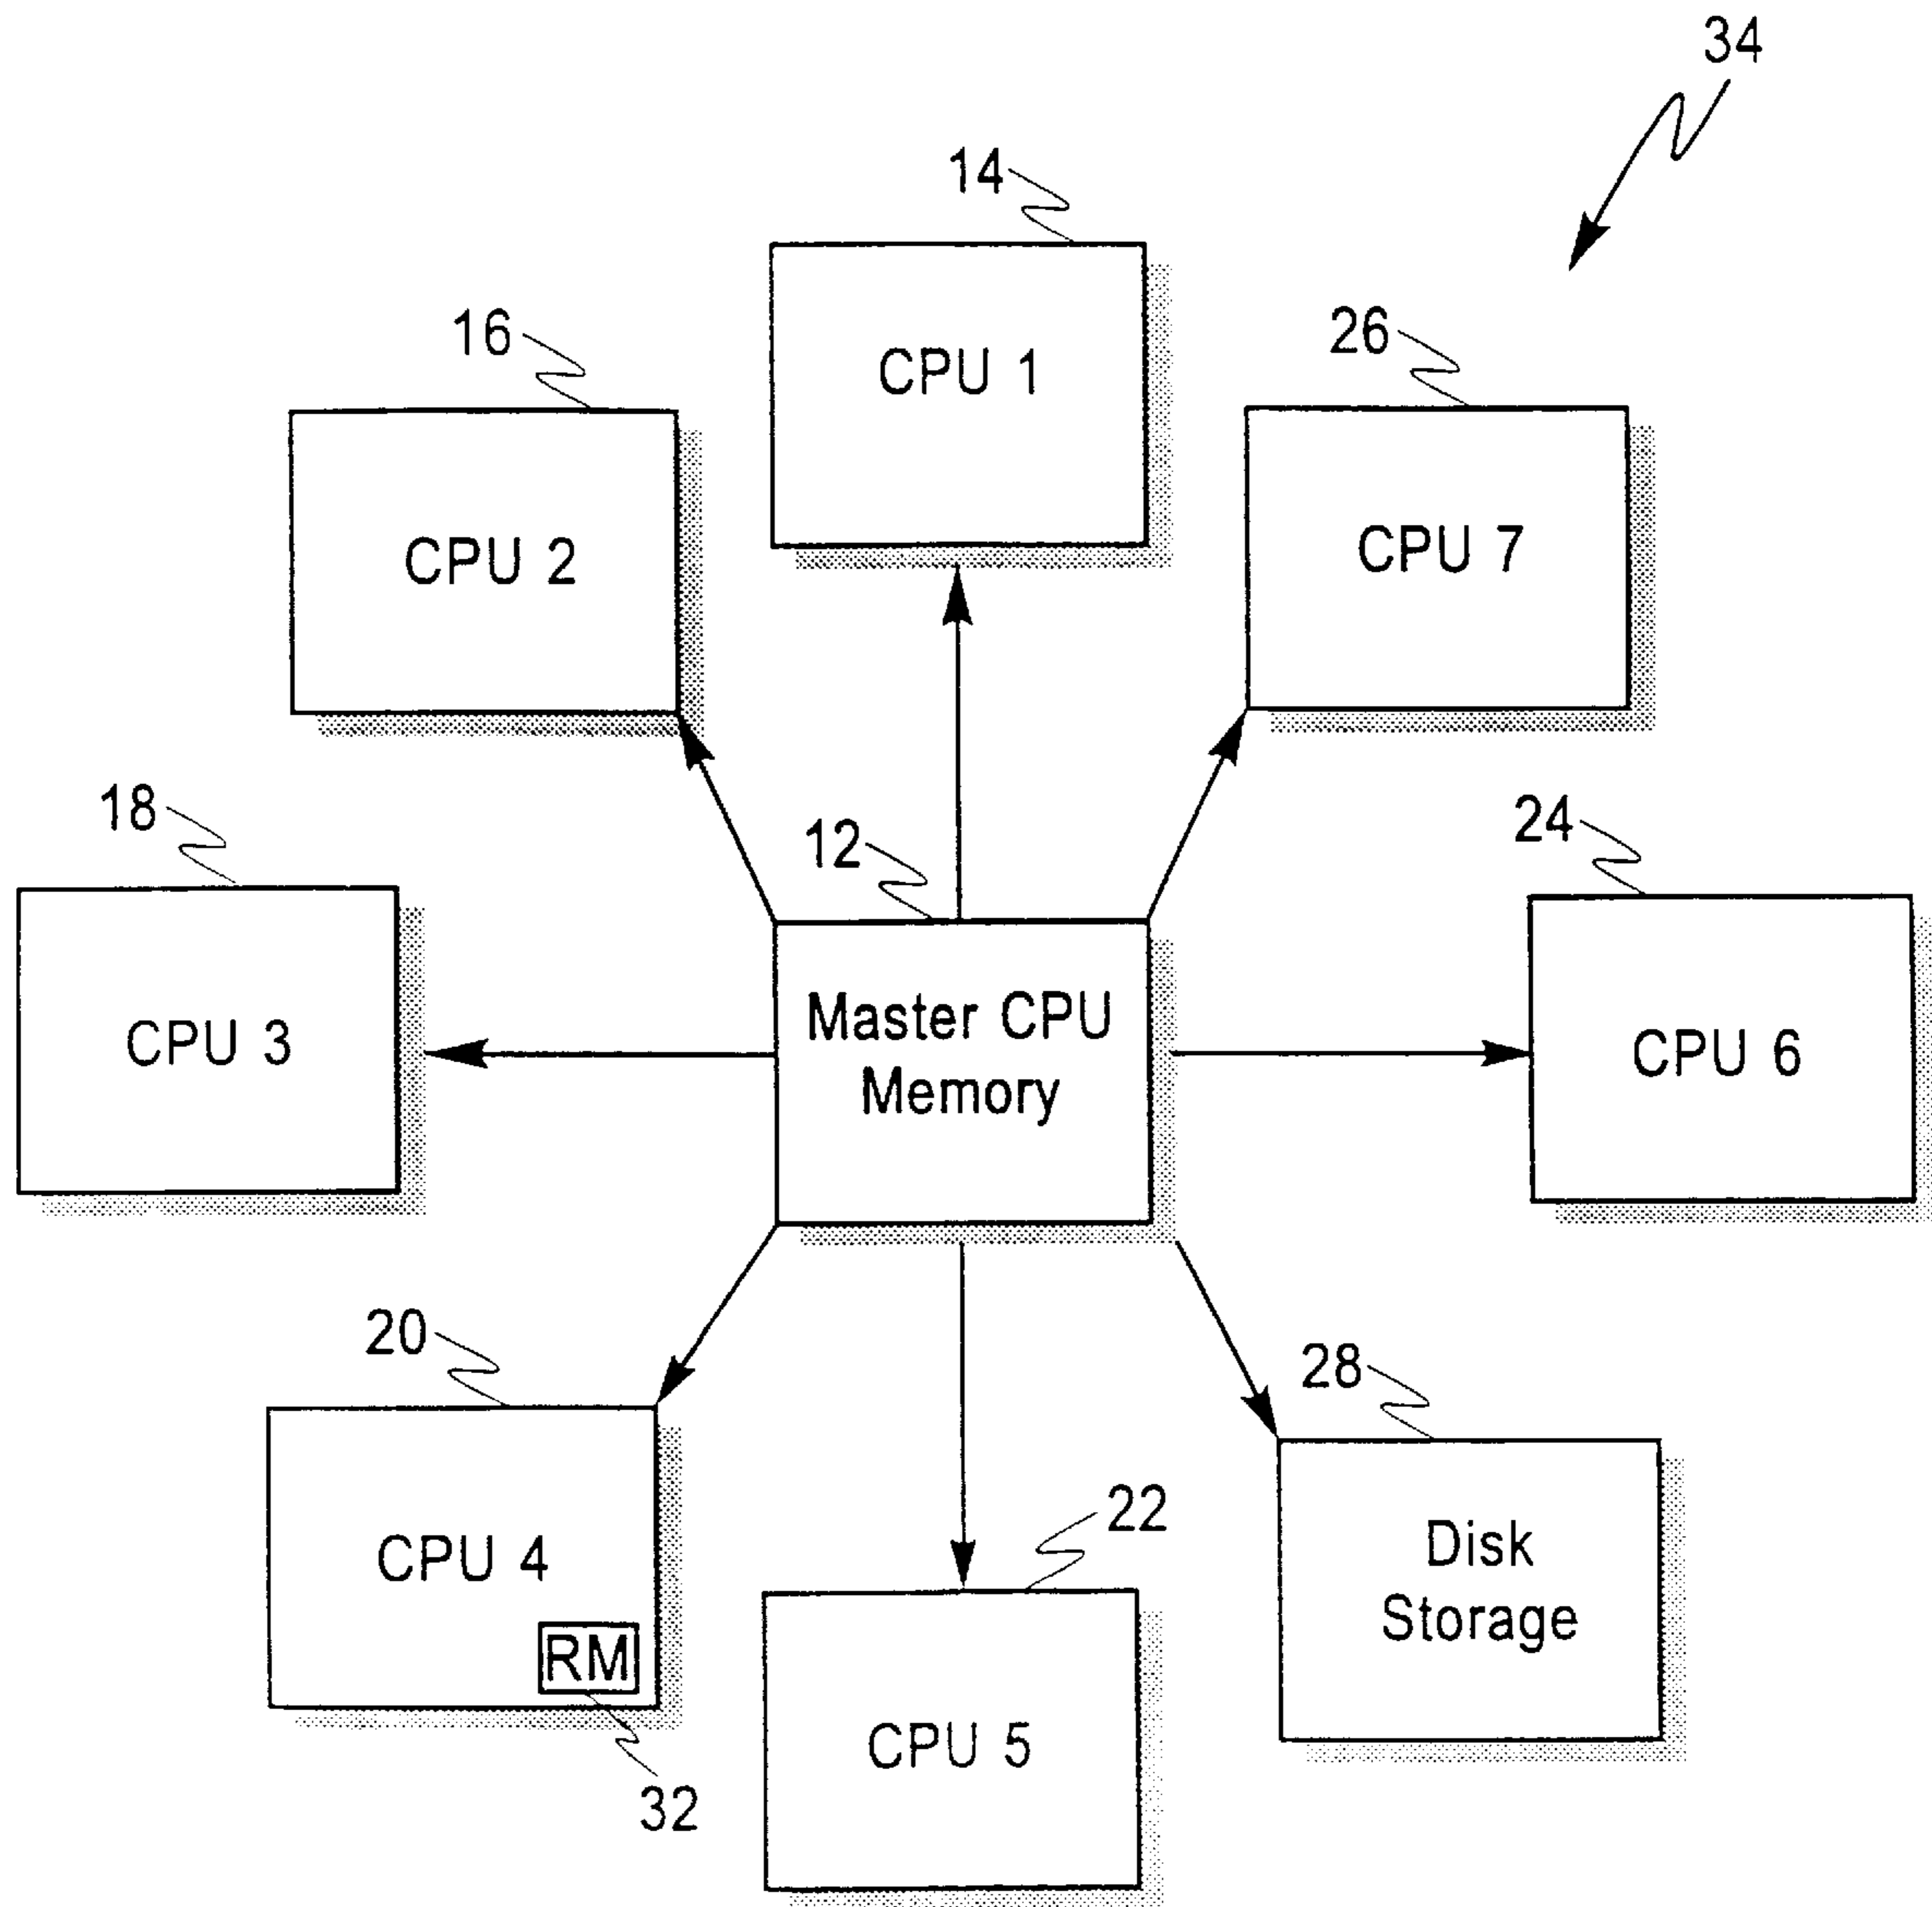 34
14
CPU 1
16
CPU 2
26
CPU 7
18
CPU 3
12
Master CPU
Memory
24
CPU 6
20
CPU 4
RM
32
22
CPU 5
28
Disk
Storage